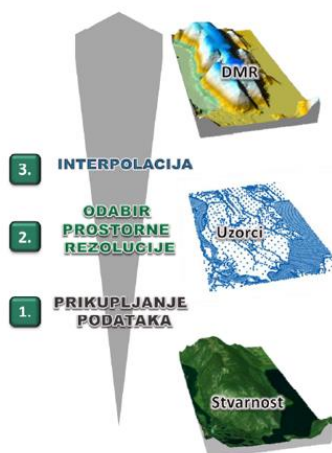 DMR
3. INTERPOLACIJA
ODABIR
2. PROSTORNE
REZOLUCIJE
Uzorci
1. PRIKUPLJANJE
PODATAKA
Stvarnost